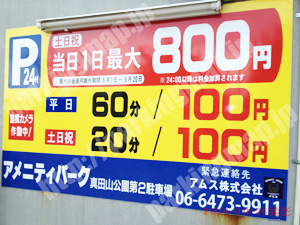 P
24H
土日祝
当日1日最大 800円
※24:00以降は料金加算されます
平日 60分/100円
監視カメラ
作動中!
土日祝 20分/100円
アメニティパーク
真田山公園第2駐車場
緊急連絡先
アムス株式会社
06-6473-9911